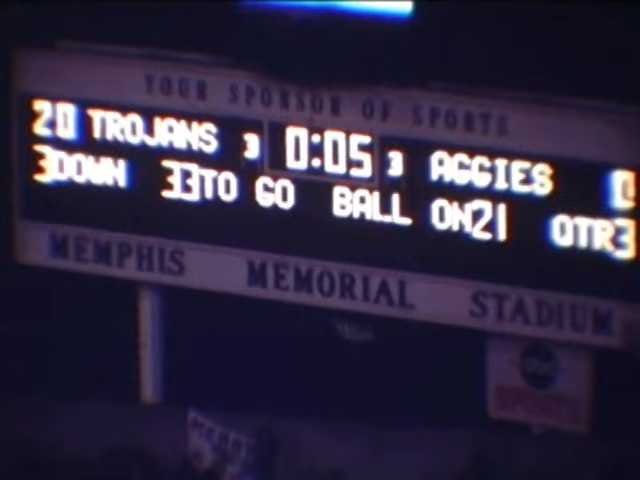 YOUR SPONSOR OF SPORTS
20 TROJANS 3 0:05 3 AGGIES
3DOWN 33TO GO BALL ON21 QTR3
MEMPHIS MEMORIAL STADIUM
abc
SPORTS